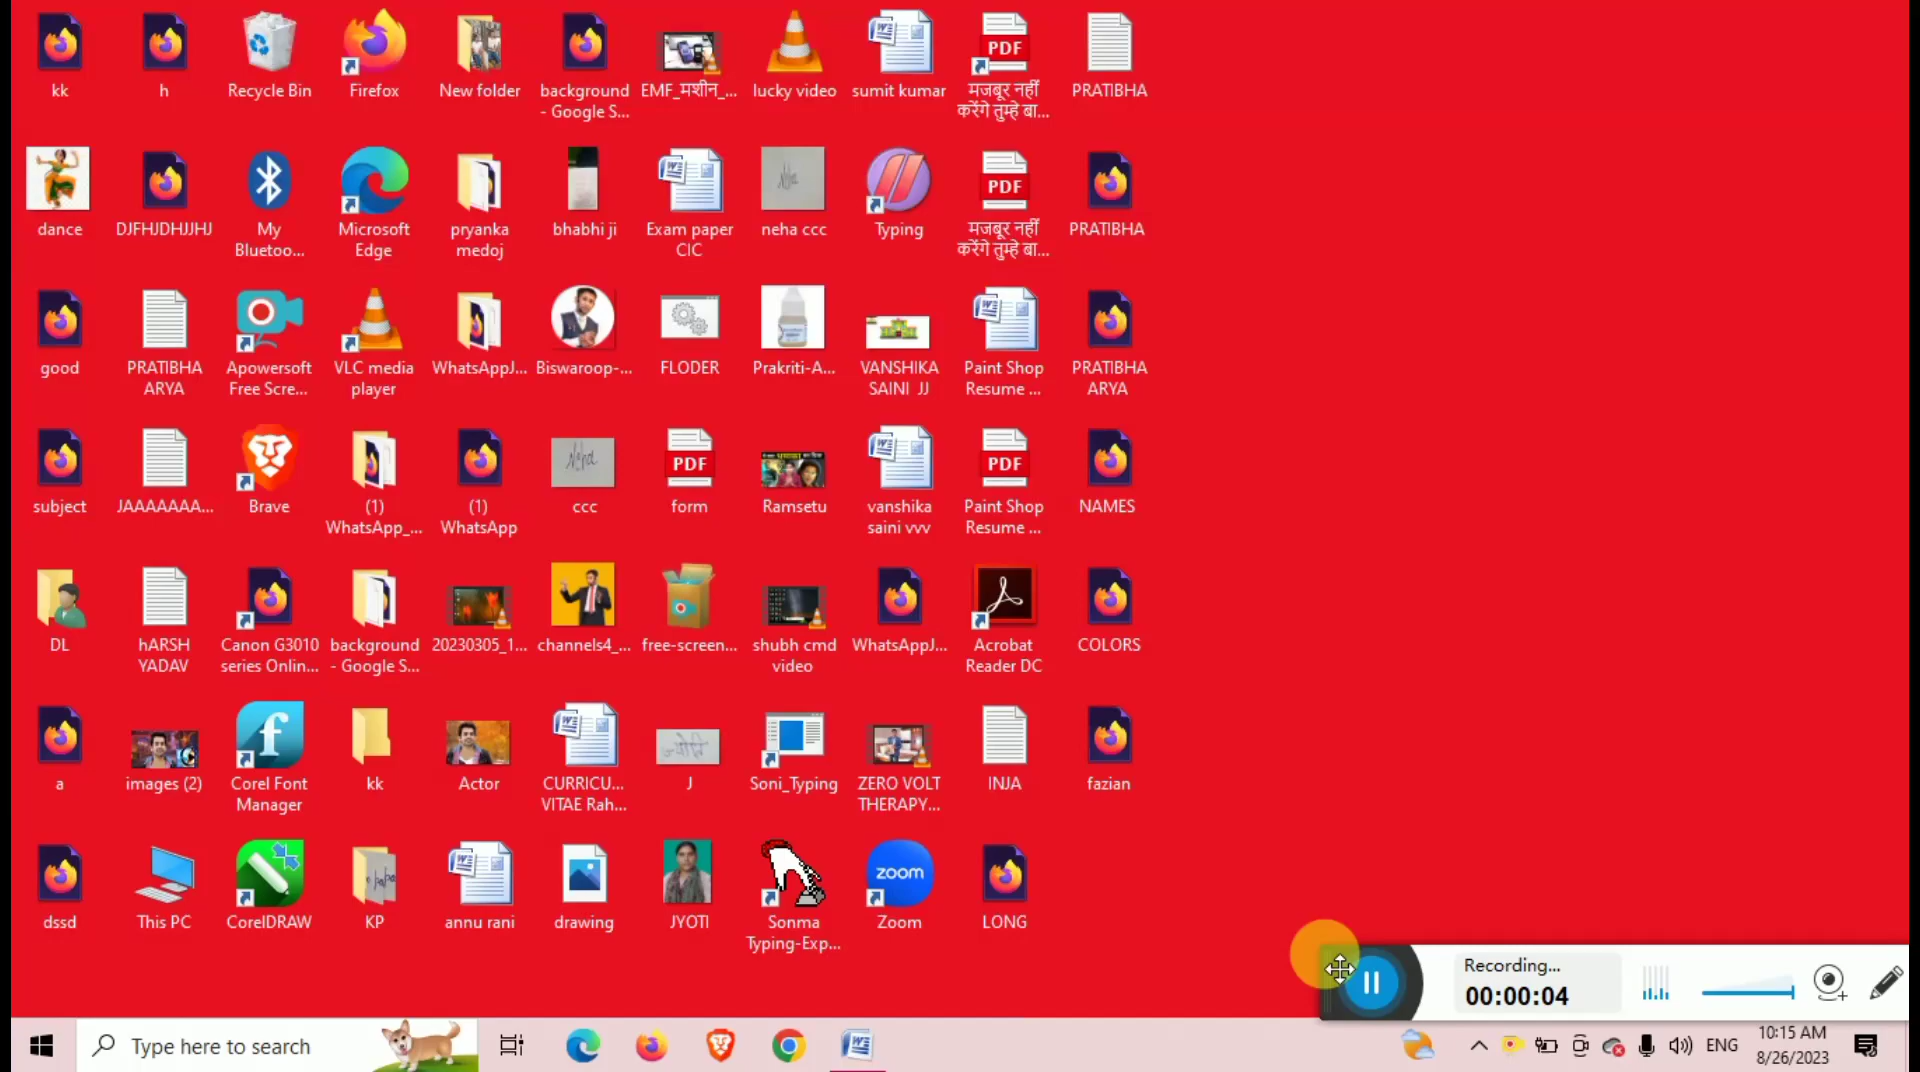 kk
h
Recycle Bin
Firefox
New folder
background
- Google S...
EMF_मशीन_...
lucky video
sumit kumar
PDF
मजबूर नहीं
करेंगे तुम्हे बा...
PRATIBHA
dance
DJFHJDHJJHJ
My
Bluetoo...
Microsoft
Edge
pryanka
medoj
bhabhi ji
Exam paper
CIC
neha ccc
Typing
PDF
मजबूर नहीं
करेंगे तुम्हे बा...
PRATIBHA
good
PRATIBHA
ARYA
Apowersoft
Free Scre...
VLC media
player
WhatsAppJ...
Biswaroop-...
FLODER
Prakriti-A...
VANSHIKA
SAINI JJ
Paint Shop
Resume ...
PRATIBHA
ARYA
subject
JAAAAAAA...
Brave
(1)
WhatsApp_...
(1)
WhatsApp
ccc
PDF
form
Ramsetu
vanshika
saini vvv
PDF
Paint Shop
Resume ...
NAMES
DL
hARSH
YADAV
Canon G3010
series Onlin...
background
- Google S...
20230305_1...
channels4_...
free-screen...
shubh cmd
video
WhatsAppJ...
Acrobat
Reader DC
COLORS
a
images (2)
Corel Font
Manager
kk
Actor
CURRICU...
VITAE Rah...
J
Soni_Typing
ZERO VOLT
THERAPY...
INJA
fazian
dssd
This PC
CorelDRAW
KP
annu rani
drawing
JYOTI
Sonma
Typing-Exp...
zoom
Zoom
LONG
Recording...
00:00:04
Type here to search
ENG
10:15 AM
8/26/2023